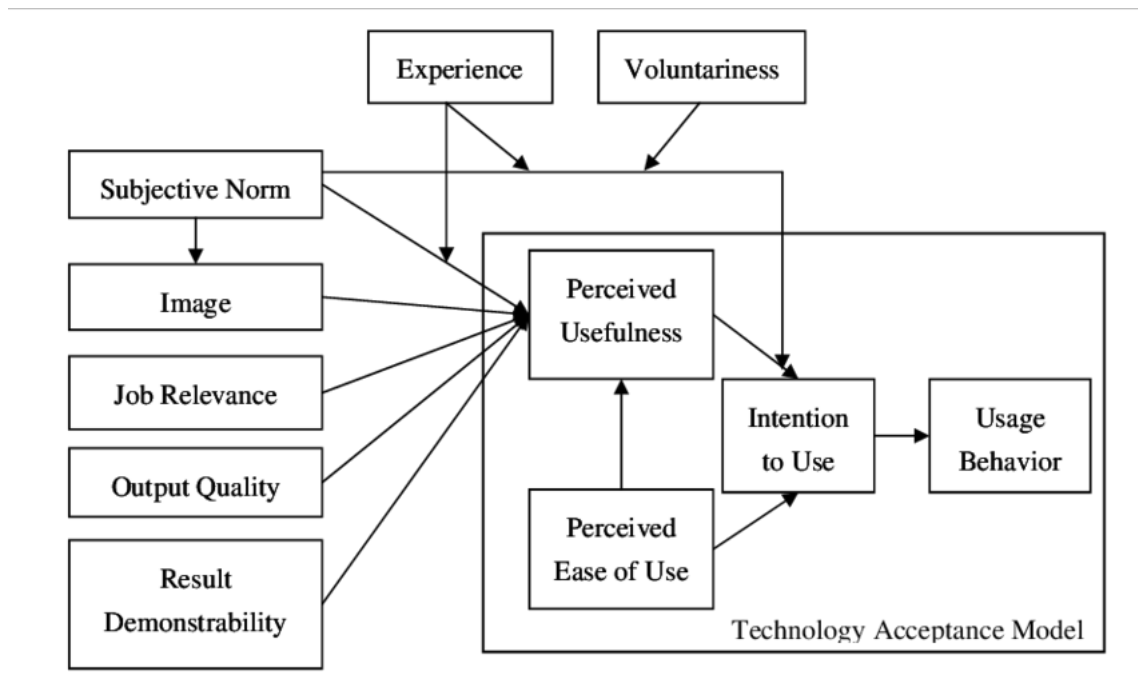 Experience
Voluntariness
Subjective Norm
Image
Job Relevance
Output Quality
Result
Demonstrability
Perceived
Usefulness
Perceived
Ease of Use
Intention
to Use
Usage
Behavior
Technology Acceptance Model